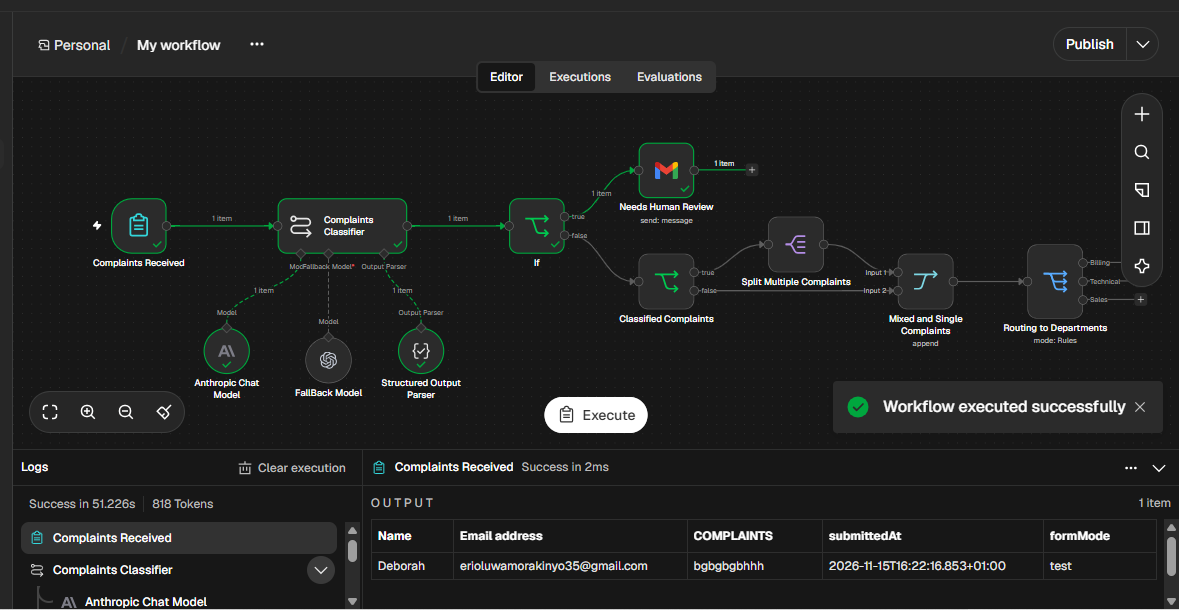 Personal / My workflow ...
Publish
Editor Executions Evaluations
1 item
Needs Human Review
send: message
1 item
true
false
Complaints Received
1 item
Complaints
Classifier
1 item
If
Model
Fallback Model*
Output Parser
1 item
1 item
Model
Model
Output Parser
Anthropic Chat
Model
FallBack Model
Structured Output
Parser
true
false
Classified Complaints
Split Multiple Complaints
Input 1
Input 2
Mixed and Single
Complaints
append
Billing
Technical
Sales
Routing to Departments
mode: Rules
Execute
Workflow executed successfully
Logs
Clear execution
Success in 51.226s 818 Tokens
Complaints Received
Complaints Classifier
Anthropic Chat Model
Complaints Received Success in 2ms
OUTPUT
1 item
Name Email address COMPLAINTS submittedAt formMode
Deborah erioluwamorakinyo35@gmail.com bgbgbgbhhh 2026-11-15T16:22:16.853+01:00 test